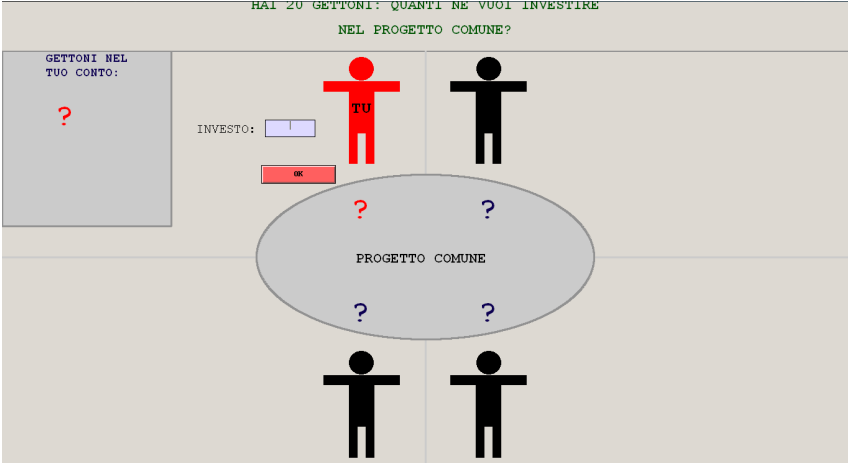 HAI 20 GETTONI: QUANTI NE VUOI INVESTIRE
NEL PROGETTO COMUNE?
GETTONI NEL
TUO CONTO:
?
TU
INVESTO:
OK
? ?
PROGETTO COMUNE
? ?